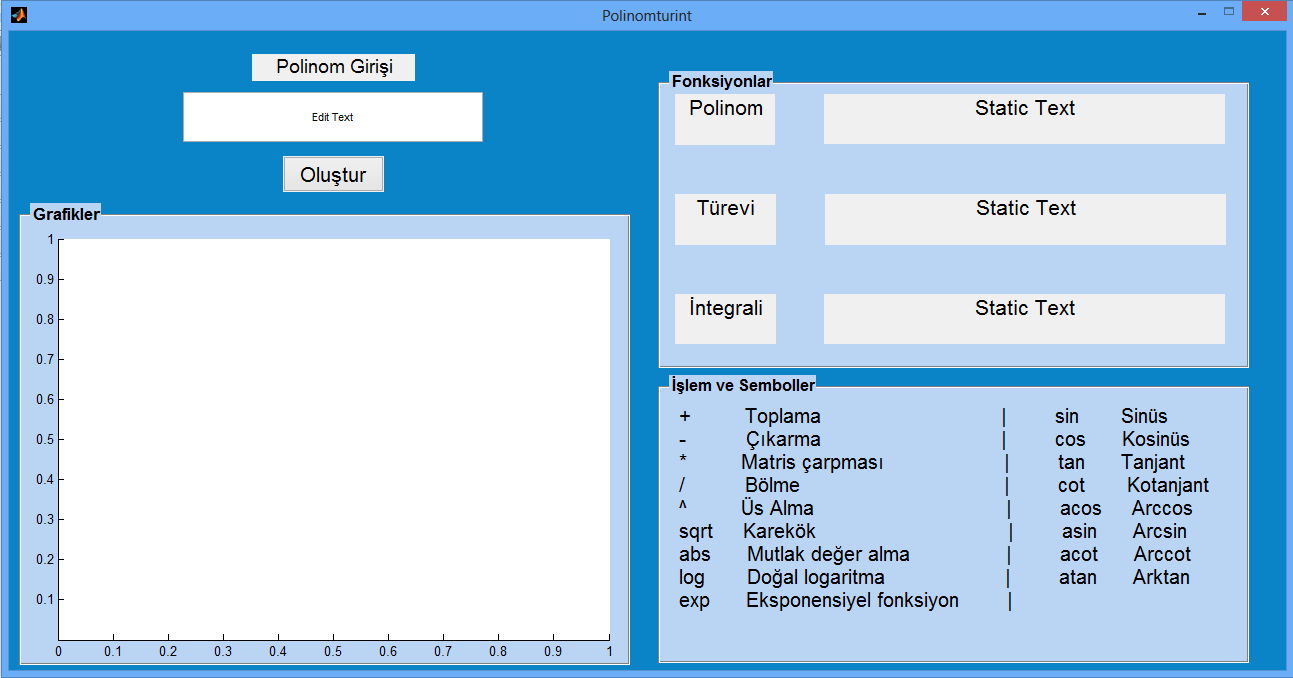 Polinomturint
Polinom Girişi
Edit Text
Oluştur
Grafikler
1
0.9
0.8
0.7
0.6
0.5
0.4
0.3
0.2
0.1
0 0.1 0.2 0.3 0.4 0.5 0.6 0.7 0.8 0.9 1
Fonksiyonlar
Polinom Static Text
Türevi Static Text
İntegrali Static Text
İşlem ve Semboller
+ Toplama | sin Sinüs
- Çıkarma | cos Kosinüs
* Matris çarpması | tan Tanjant
/ Bölme | cot Kotanjant
^ Üs Alma | acos Arccos
sqrt Karekök | asin Arcsin
abs Mutlak değer alma | acot Arccot
log Doğal logaritma | atan Arktan
exp Eksponensiyel fonksiyon |